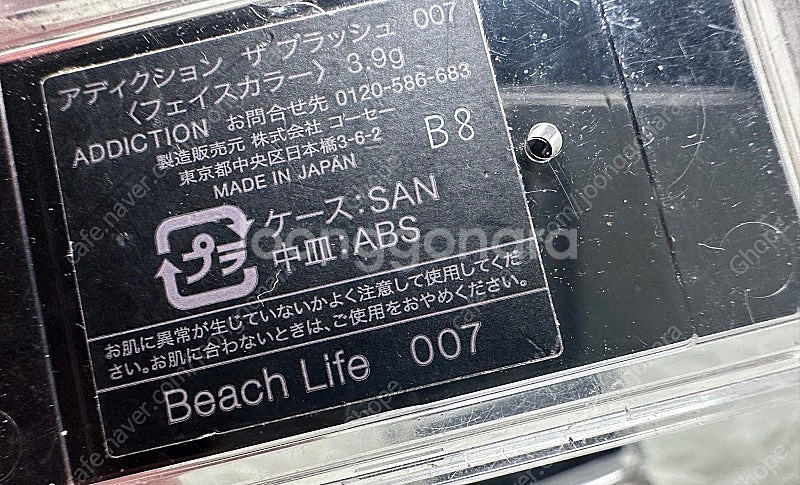 アディクション ザ ブラッシュ 007
〈フェイスカラー〉 3.9g
ADDICTION お問合せ先 0120-586-683
製造販売元 株式会社 コーセー
東京都中央区日本橋3-6-2
MADE IN JAPAN
B8
プラ
ケース:SAN
中皿:ABS
joonggonara
お肌に異常が生じていないかよく注意して使用してくだ
さい。お肌に合わないときは、ご使用をおやめください。
Beach Life 007